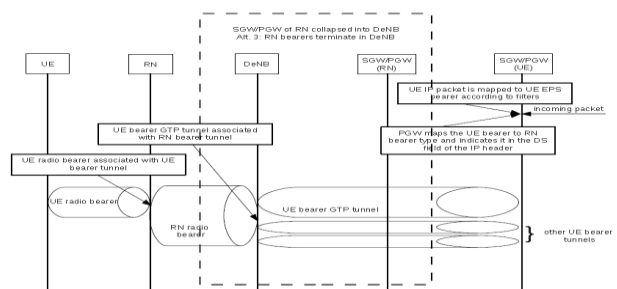 SGW/PGW of RN collapsed into DeNB
Alt. 3: RN bearers terminate in DeNB
UE
RN
DeNB
SGW/PGW
(RN)
SGW/PGW
(UE)
UE IP packet is mapped to UE EPS
bearer according to filters
incoming packet
UE bearer GTP tunnel associated
with RN bearer tunnel
PGW maps the UE bearer to RN
bearer type and indicates it in the DS
field of the IP header
UE radio bearer associated with UE
bearer tunnel
UE radio bearer
UE bearer GTP tunnel
RN radio
bearer
other UE bearer
tunnels